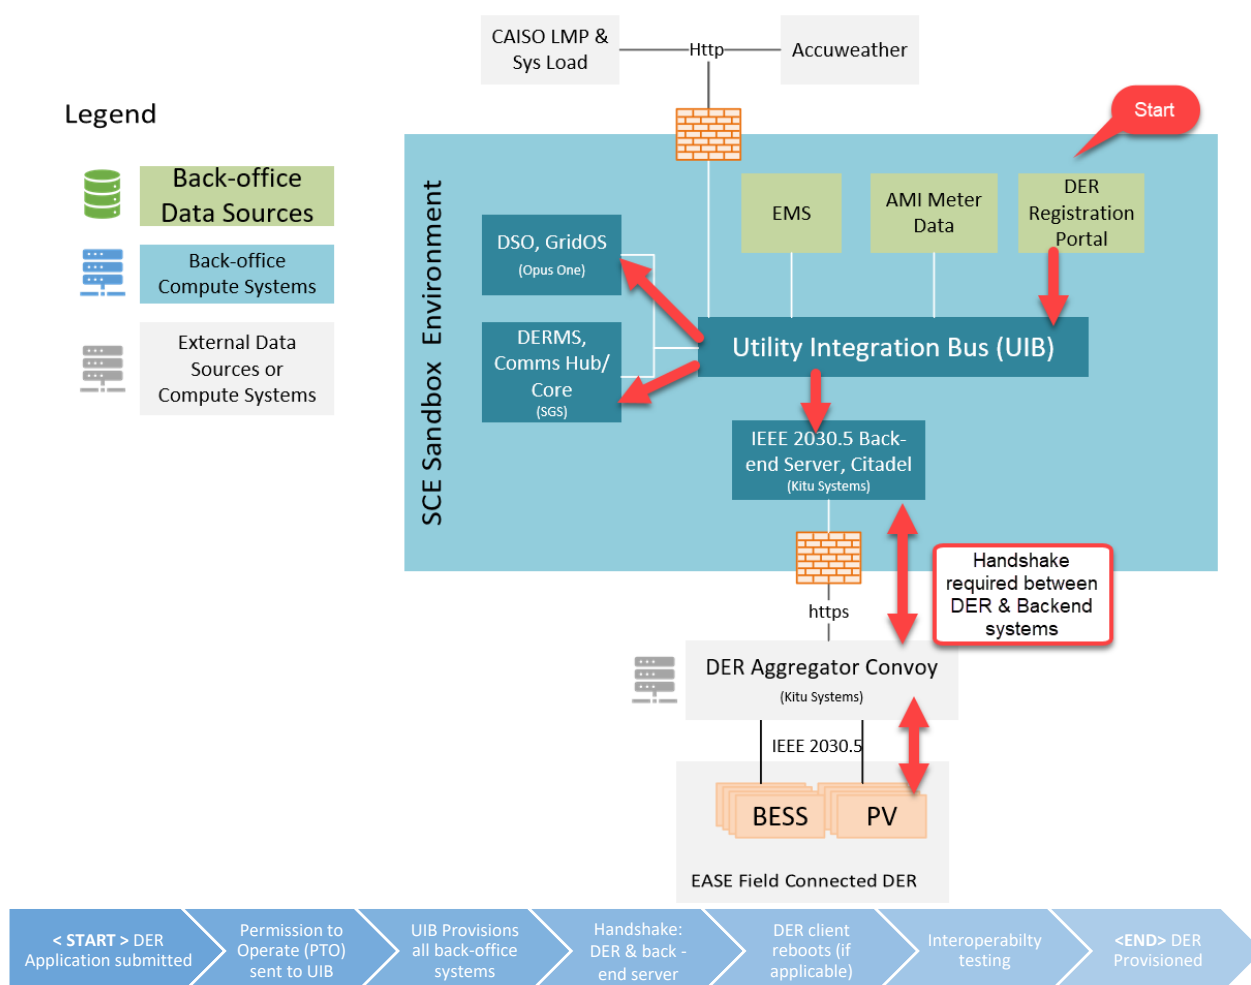 CAISO LMP &
Sys Load
Http
Accuweather
Legend
Start
Back-office
Data Sources
Back-office
Compute Systems
External Data
Sources or
Compute Systems
SCE Sandbox Environment
EMS
AMI Meter
Data
DER
Registration
Portal
DSO, GridOS
(Opus One)
DERMS,
Comms Hub/
Core
(SGS)
Utility Integration Bus (UIB)
IEEE 2030.5 Back-
end Server, Citadel
(Kitu Systems)
Handshake
required between
DER & Backend
systems
https
DER Aggregator Convoy
(Kitu Systems)
IEEE 2030.5
BESS
PV
EASE Field Connected DER
< START > DER
Application submitted
Permission to
Operate (PTO)
sent to UIB
UIB Provisions
all back-office
systems
Handshake:
DER & back -
end server
DER client
reboots (if
applicable)
Interoperabilty
testing
<END> DER
Provisioned